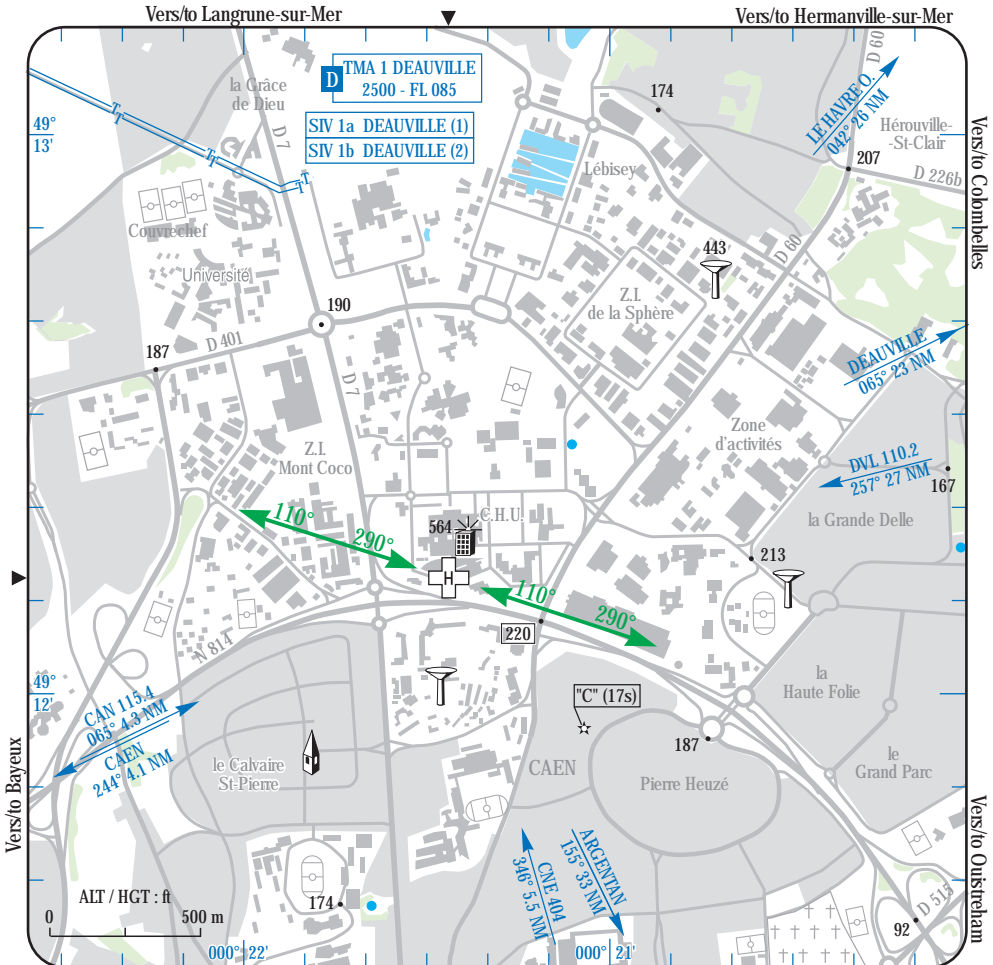 Vers/to Langrune-sur-Mer
Vers/to Hermanville-sur-Mer
D TMA 1 DEAUVILLE
2500 - FL 085
SIV 1a DEAUVILLE (1)
SIV 1b DEAUVILLE (2)
la Grâce
de Dieu
D 7
D 60
LE HAVRE O.
042° 26 NM
174
49°
13'
Hérouville-
-St-Clair
207
D 226b
Vers/to Colombelles
T
T
T
T
T
T
Lébisey
Couvrechef
Université
443
D 60
Z.I.
de la Sphère
190
D 401
187
D 7
DEAUVILLE
065° 23 NM
Zone
d'activités
Z.I.
Mont Coco
DVL 110.2
257° 27 NM
167
la Grande Delle
110°
290°
564
C.H.U.
H
213
110°
290°
220
N 814
49°
12'
CAN 115.4
065° 4.3 NM
CAEN
244° 4.1 NM
la
Haute Folie
"C" (17s)
187
le Calvaire
St-Pierre
CAEN
Pierre Heuzé
le
Grand Parc
Vers/to Bayeux
Vers/to Ouistreham
CNE 404
346° 5.5 NM
ARGENTAN
155° 33 NM
ALT / HGT : ft
0
500 m
174
92
D 515
000° 22'
000° 21'